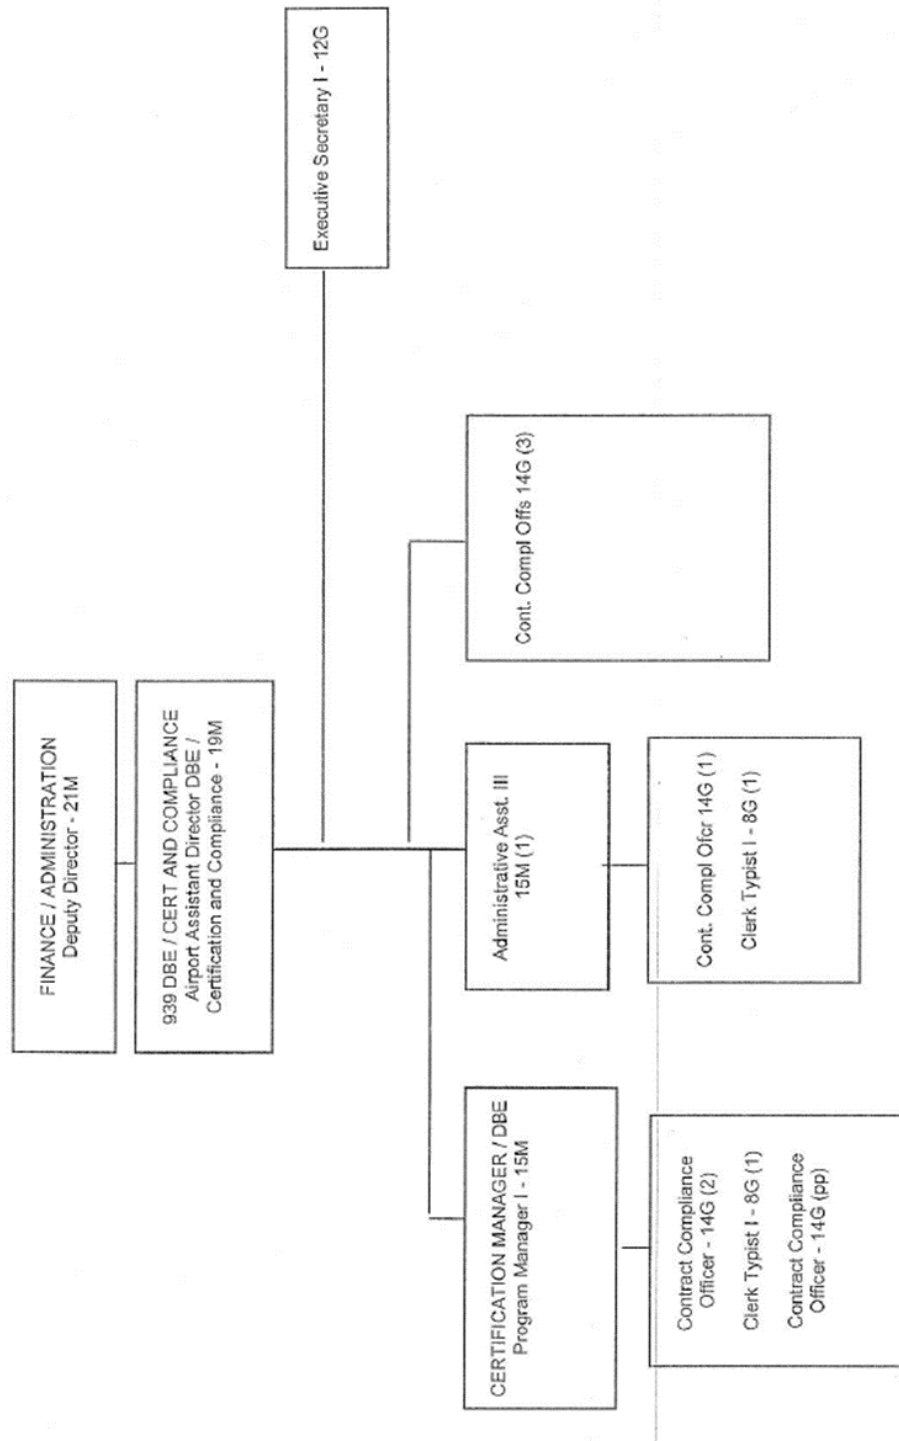 FINANCE / ADMINISTRATION
Deputy Director - 21M
939 DBE / CERT AND COMPLIANCE
Airport Assistant Director DBE /
Certification and Compliance - 19M
Executive Secretary I - 12G
CERTIFICATION MANAGER / DBE
Program Manager I - 15M
Administrative Asst. III
15M (1)
Cont. Compl Offs 14G (3)
Contract Compliance
Officer - 14G (2)
Clerk Typist I - 8G (1)
Contract Compliance
Officer - 14G (pp)
Cont. Compl Ofcr 14G (1)
Clerk Typist I - 8G (1)